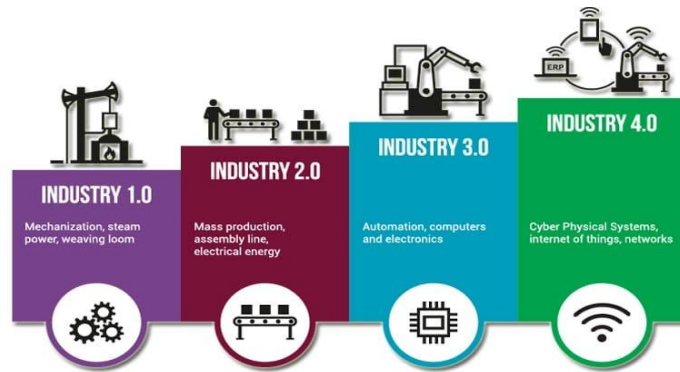 ERP
INDUSTRY 1.0
Mechanization, steam
power, weaving loom
INDUSTRY 2.0
Mass production,
assembly line,
electrical energy
INDUSTRY 3.0
Automation, computers
and electronics
INDUSTRY 4.0
Cyber Physical Systems,
internet of things, networks